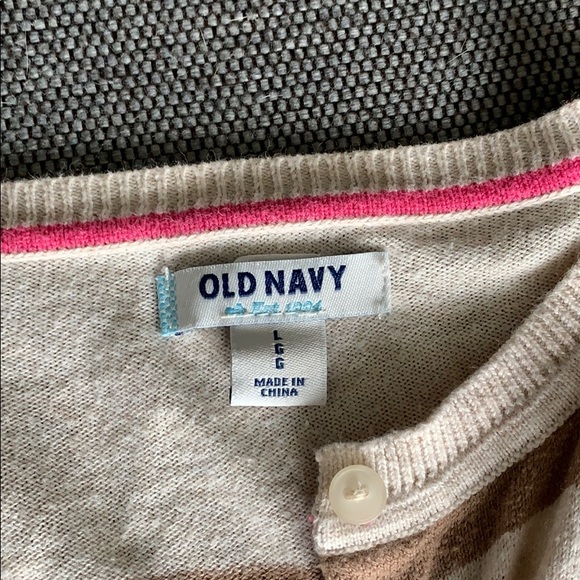 OLD NAVY
Est. 1994
L
G
G
MADE IN
CHINA